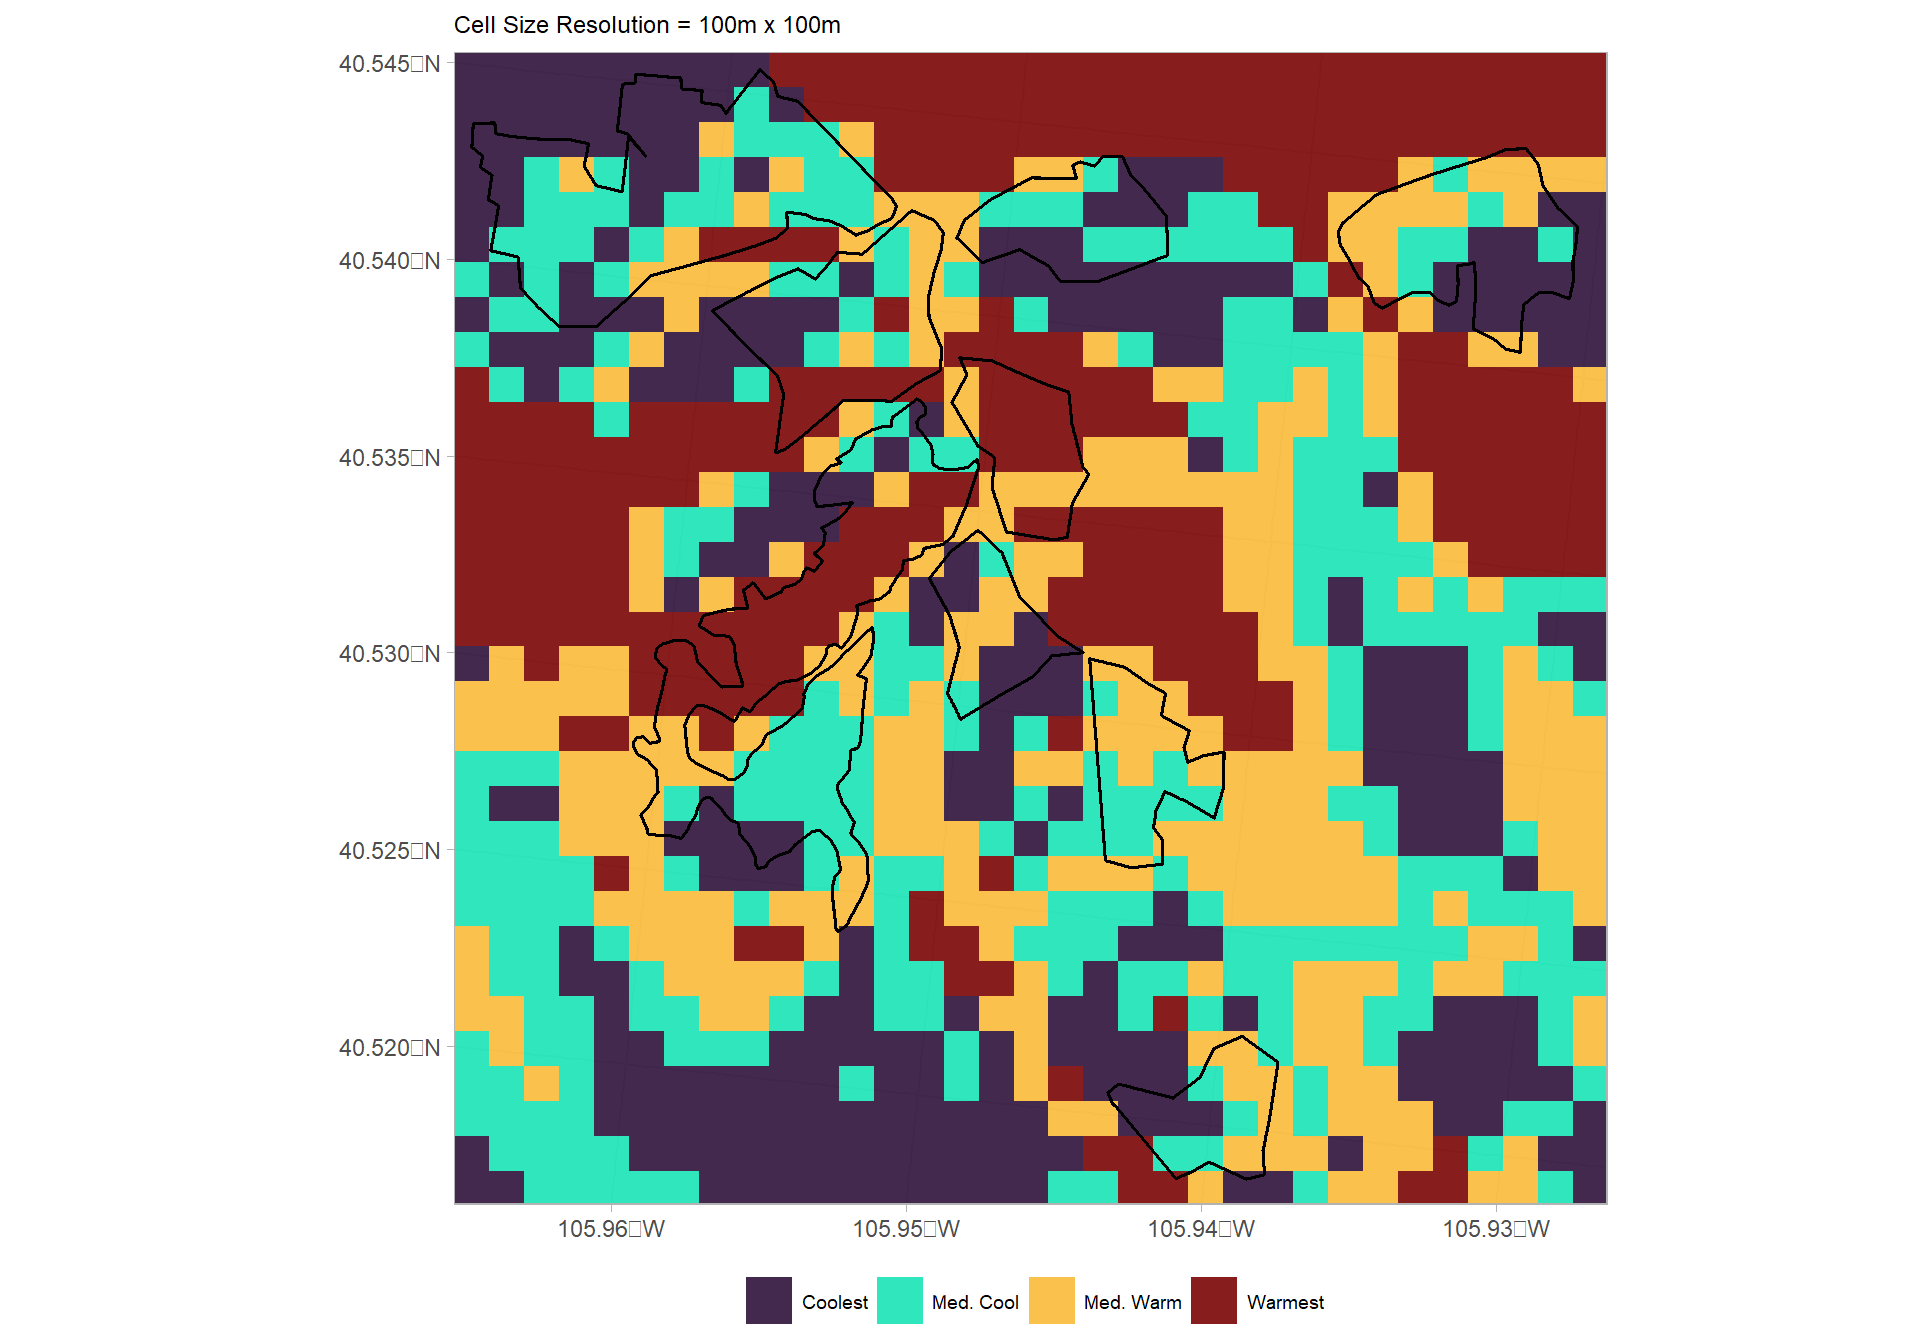 Cell Size Resolution = 100m x 100m
40.545□N
40.540□N
40.535□N
40.530□N
40.525□N
40.520□N
105.96□W 105.95□W 105.94□W 105.93□W
Coolest Med. Cool Med. Warm Warmest